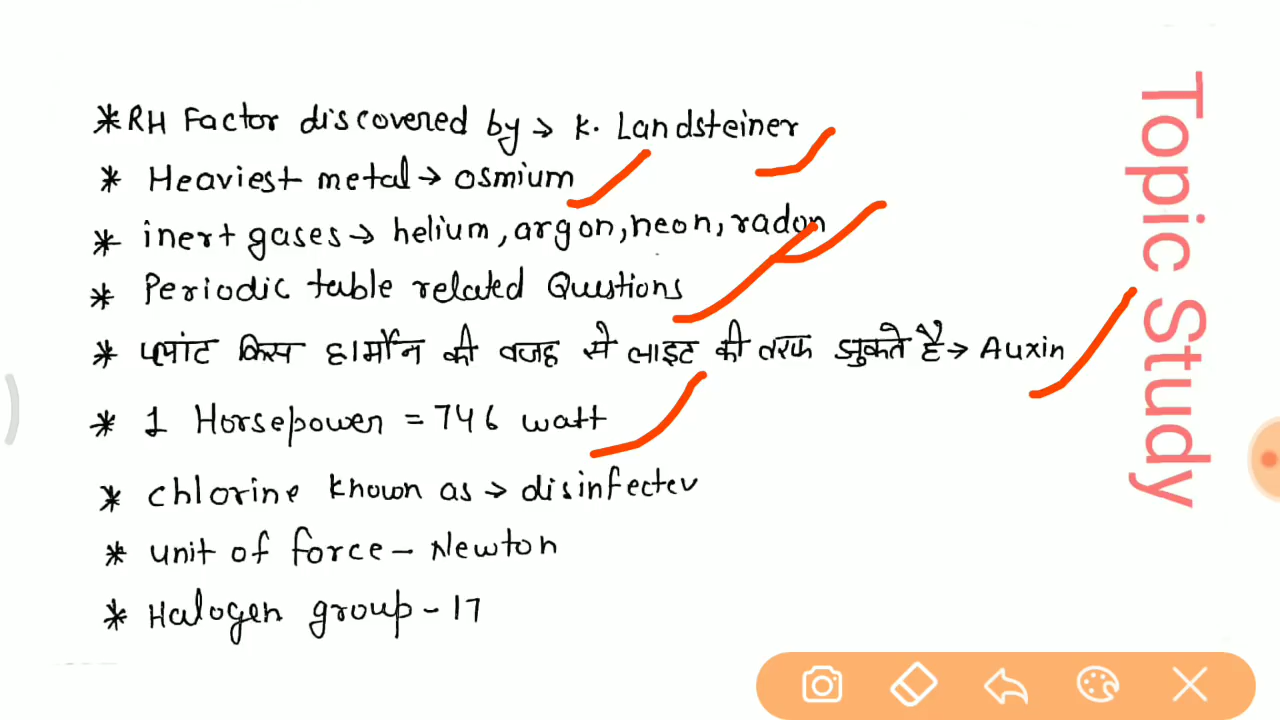 * RH Factor discovered by → K. Landsteiner
* Heaviest metal → osmium
* inert gases → helium, argon, neon, radon
* Periodic table related Questions
* प्लांट किस हार्मोन की वजह से लाइट की तरफ झुकते है → Auxin
* 1 Horsepower = 746 watt
* chlorine known as → disinfecter
* unit of force - Newton
* Halogen group - 17
Topic Study